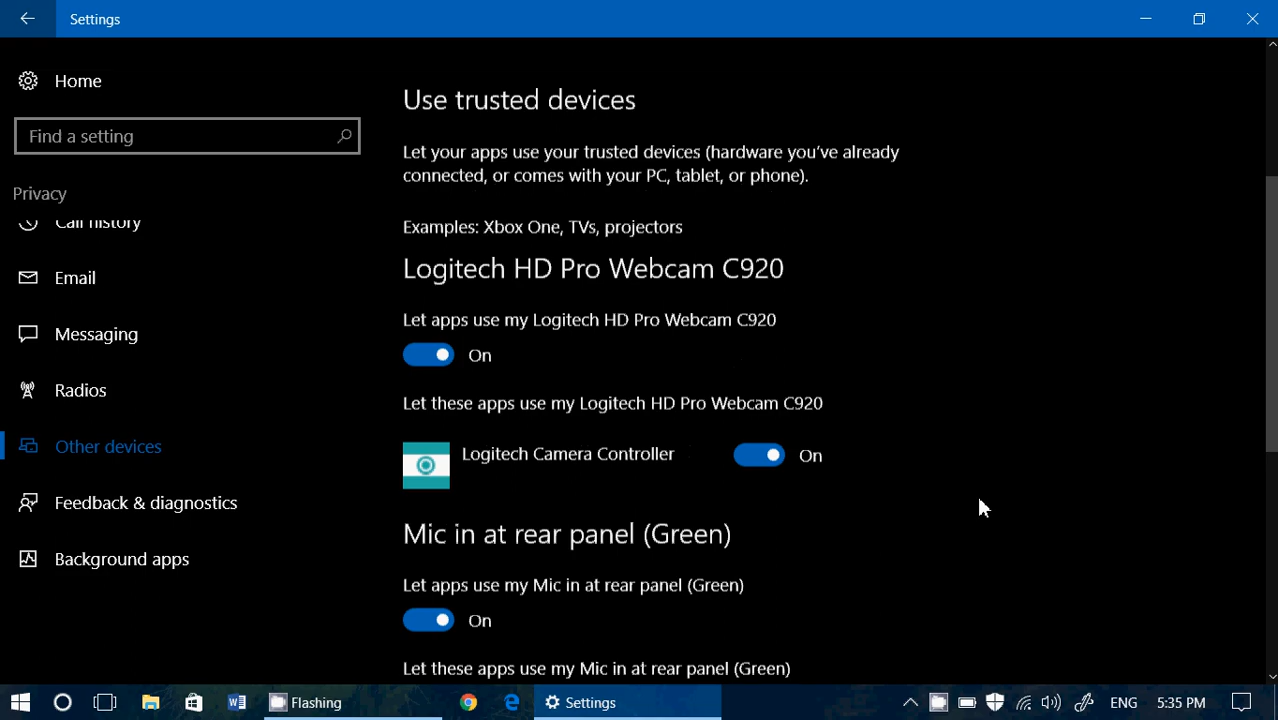 Settings
Home
Find a setting
Privacy
Call history
Email
Messaging
Radios
Other devices
Feedback & diagnostics
Background apps
Use trusted devices
Let your apps use your trusted devices (hardware you've already
connected, or comes with your PC, tablet, or phone).
Examples: Xbox One, TVs, projectors
Logitech HD Pro Webcam C920
Let apps use my Logitech HD Pro Webcam C920
On
Let these apps use my Logitech HD Pro Webcam C920
Logitech Camera Controller On
Mic in at rear panel (Green)
Let apps use my Mic in at rear panel (Green)
On
Let these apps use my Mic in at rear panel (Green)
Flashing
Settings
ENG
5:35 PM